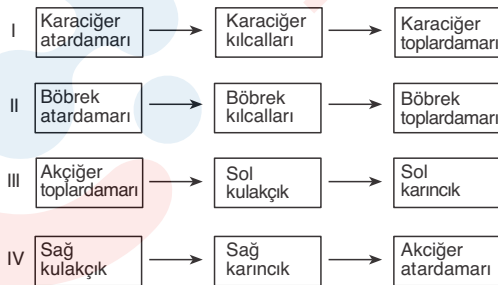 I
Karaciğer
atardamarı
Karaciğer
kılcalları
Karaciğer
toplardamarı
II
Böbrek
atardamarı
Böbrek
kılcalları
Böbrek
toplardamarı
III
Akçiğer
toplardamarı
Sol
kulakçık
Sol
karıncık
IV
Sağ
kulakçık
Sağ
karıncık
Akciğer
atardamarı